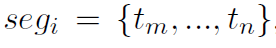 seg_i = {t_m, ..., t_n}.